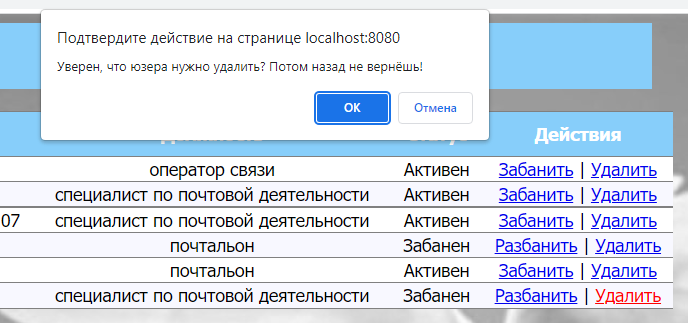 Подтвердите действие на странице localhost:8080
Уверен, что юзера нужно удалить? Потом назад не вернёшь!
ОК Отмена
Действия
оператор связи Активен Забанить | Удалить
специалист по почтовой деятельности Активен Забанить | Удалить
07 специалист по почтовой деятельности Активен Забанить | Удалить
почтальон Забанен Разбанить | Удалить
почтальон Активен Забанить | Удалить
специалист по почтовой деятельности Забанен Разбанить | Удалить